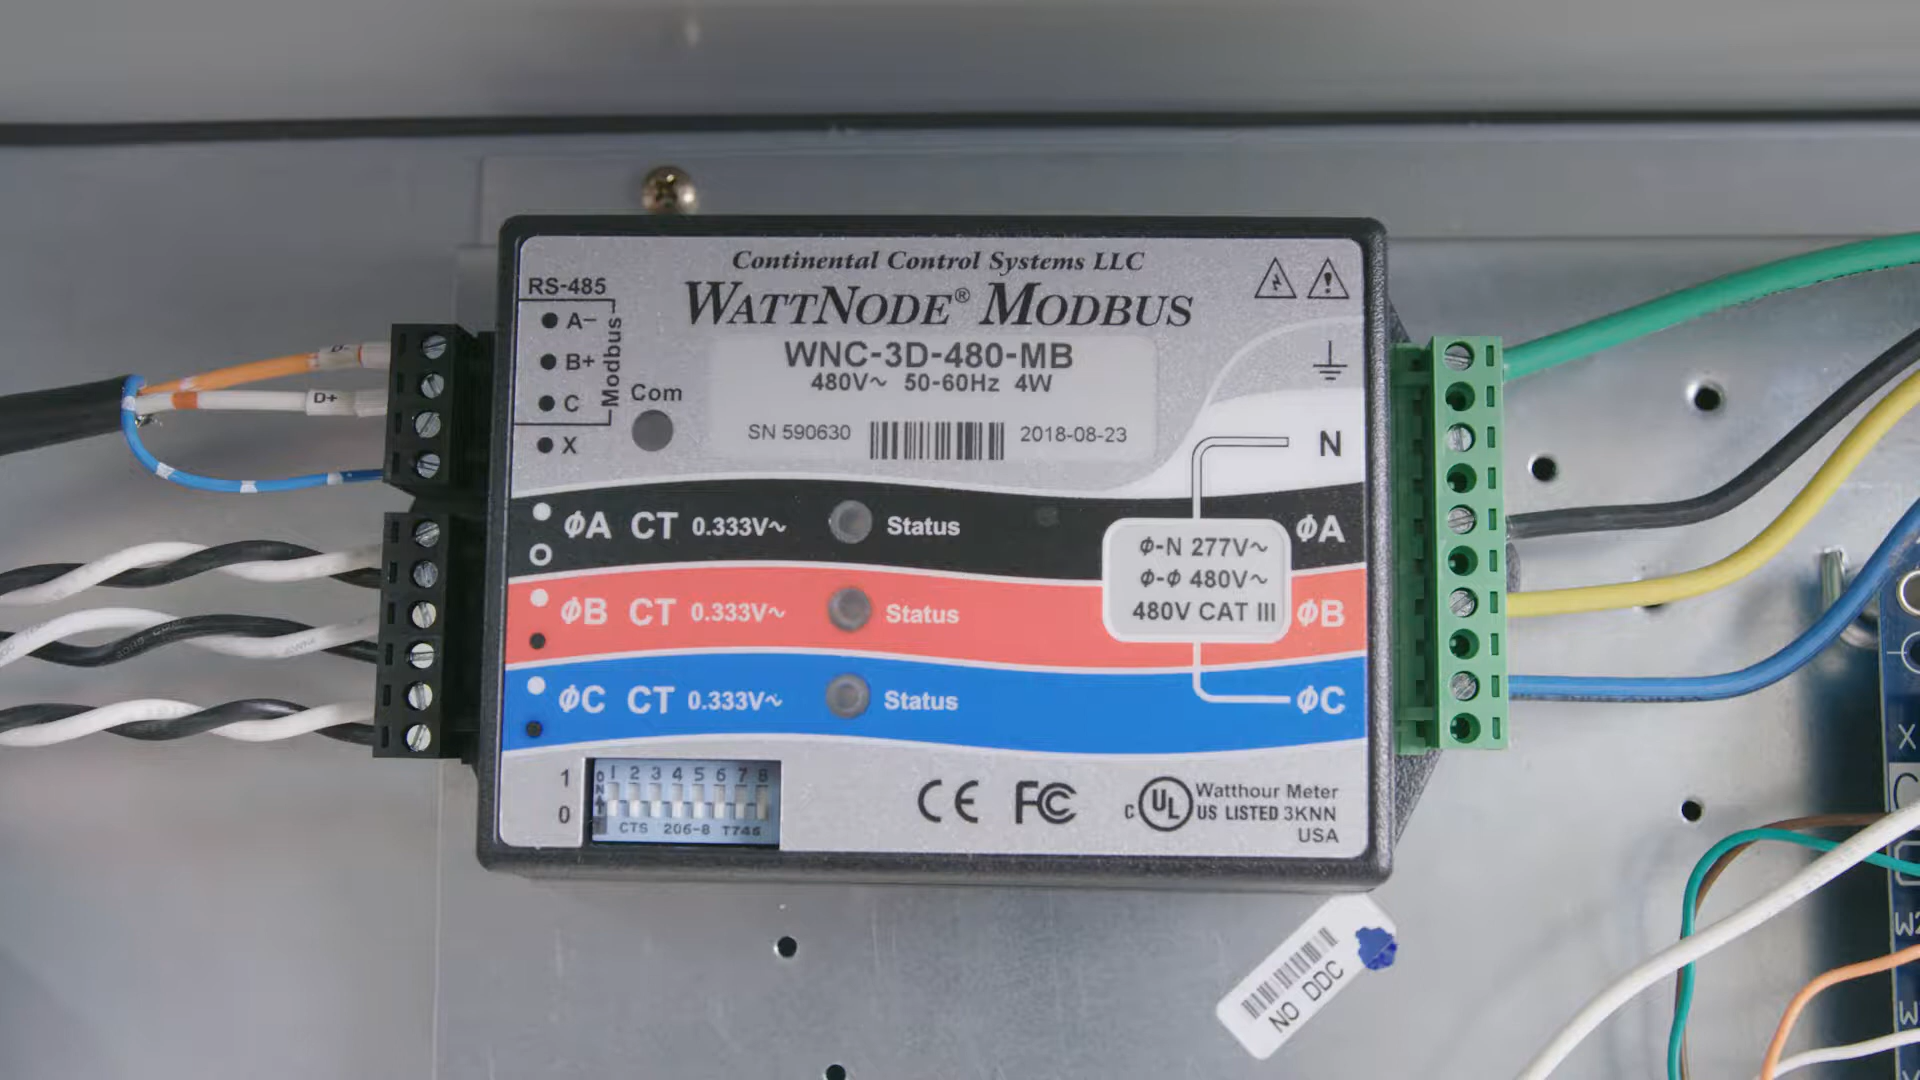 Continental Control Systems LLC
WATTNODE® MODBUS
WNC-3D-480-MB
480V~ 50-60Hz 4W
SN 590630
2018-08-23
RS-485
A−
B+
C
X
Modbus
Com
D-
D+
N
ΦA CT 0.333V~ Status
ΦA
ΦB CT 0.333V~ Status
ΦB
ΦC CT 0.333V~ Status
ΦC
Φ-N 277V~
Φ-Φ 480V~
480V CAT III
1
0
ON
1 2 3 4 5 6 7 8
CTS 206-8 T746
CE
FC
C UL US LISTED
Watthour Meter
3KNN
USA
NO DDC
X
C
W2
W